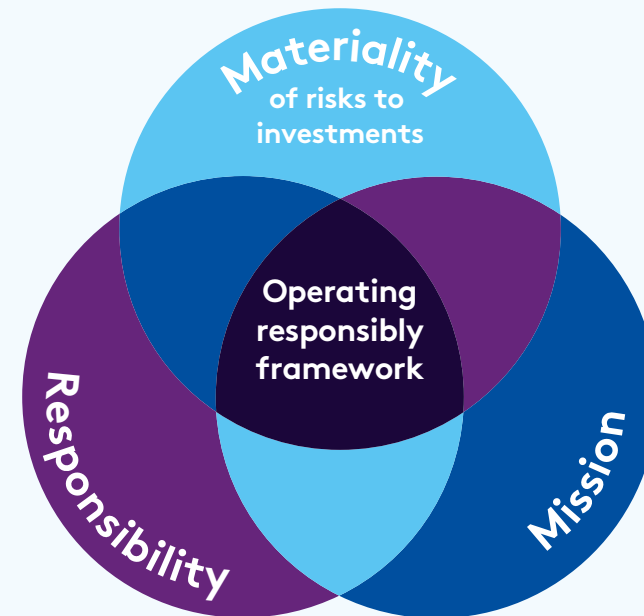 Materiality
of risks to
investments
Operating
responsibly
framework
Responsibility
Mission